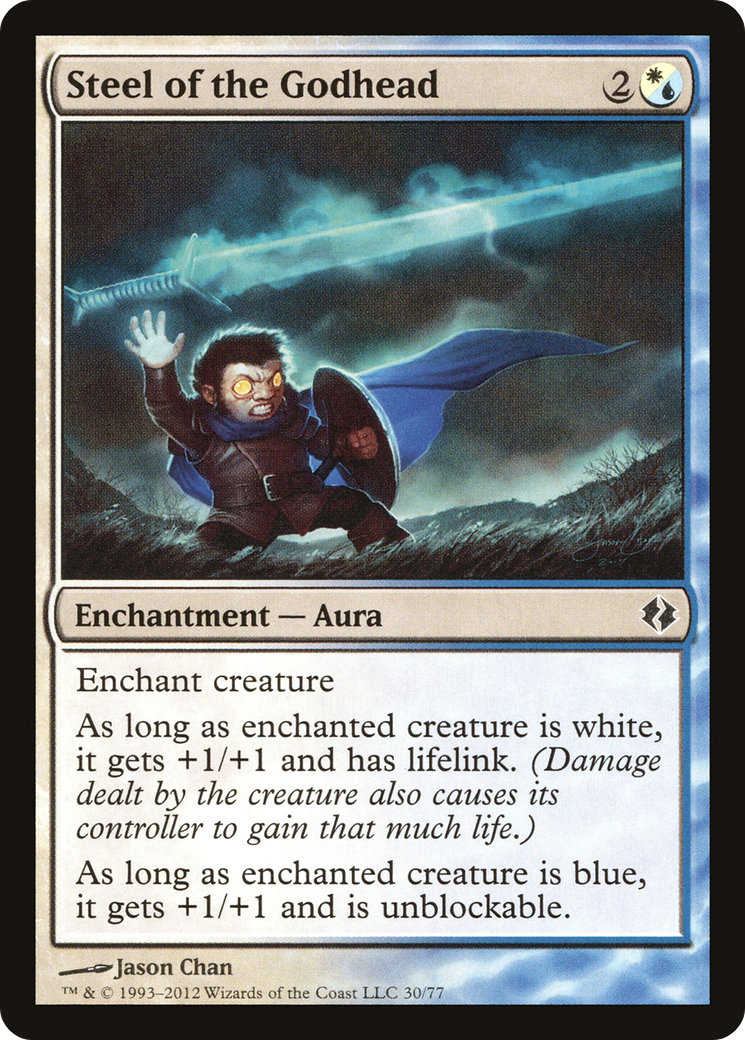 Steel of the Godhead 2
Enchantment — Aura
Enchant creature
As long as enchanted creature is white,
it gets +1/+1 and has lifelink. (Damage
dealt by the creature also causes its
controller to gain that much life.)
As long as enchanted creature is blue,
it gets +1/+1 and is unblockable.
Jason Chan
™ & © 1993–2012 Wizards of the Coast LLC 30/77